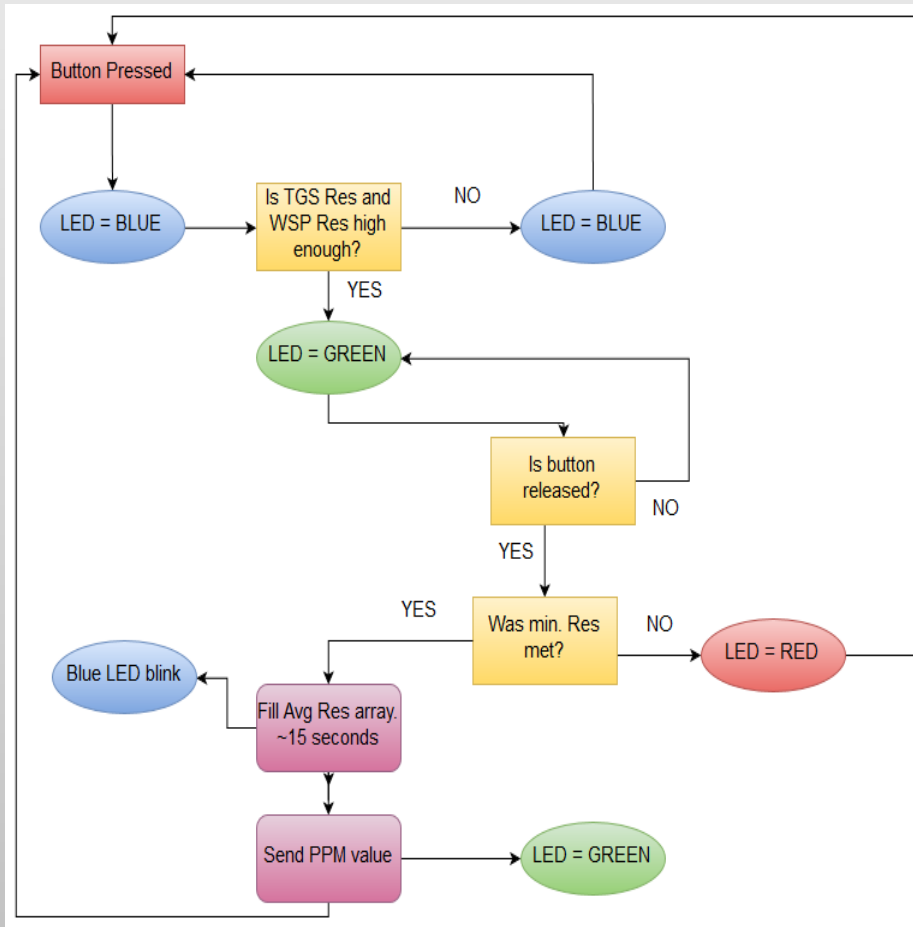 Button Pressed
LED = BLUE
Is TGS Res and
WSP Res high
enough?
NO
LED = BLUE
YES
LED = GREEN
Is button
released?
NO
YES
YES
Was min. Res
met?
NO
LED = RED
Blue LED blink
Fill Avg Res array.
~15 seconds
Send PPM value
LED = GREEN